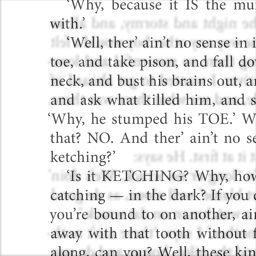 ‘Why, because it IS the mu
with.’
‘Well, ther’ ain’t no sense in i
toe, and take pison, and fall do
neck, and bust his brains out, a
and ask what killed him, and s
‘Why, he stumped his TOE.’ W
that? NO. And ther’ ain’t no se
ketching?’
‘Is it KETCHING? Why, how
catching — in the dark? If you d
you’re bound to on another, ain
away with that tooth without f
along, can you? Well, these kin